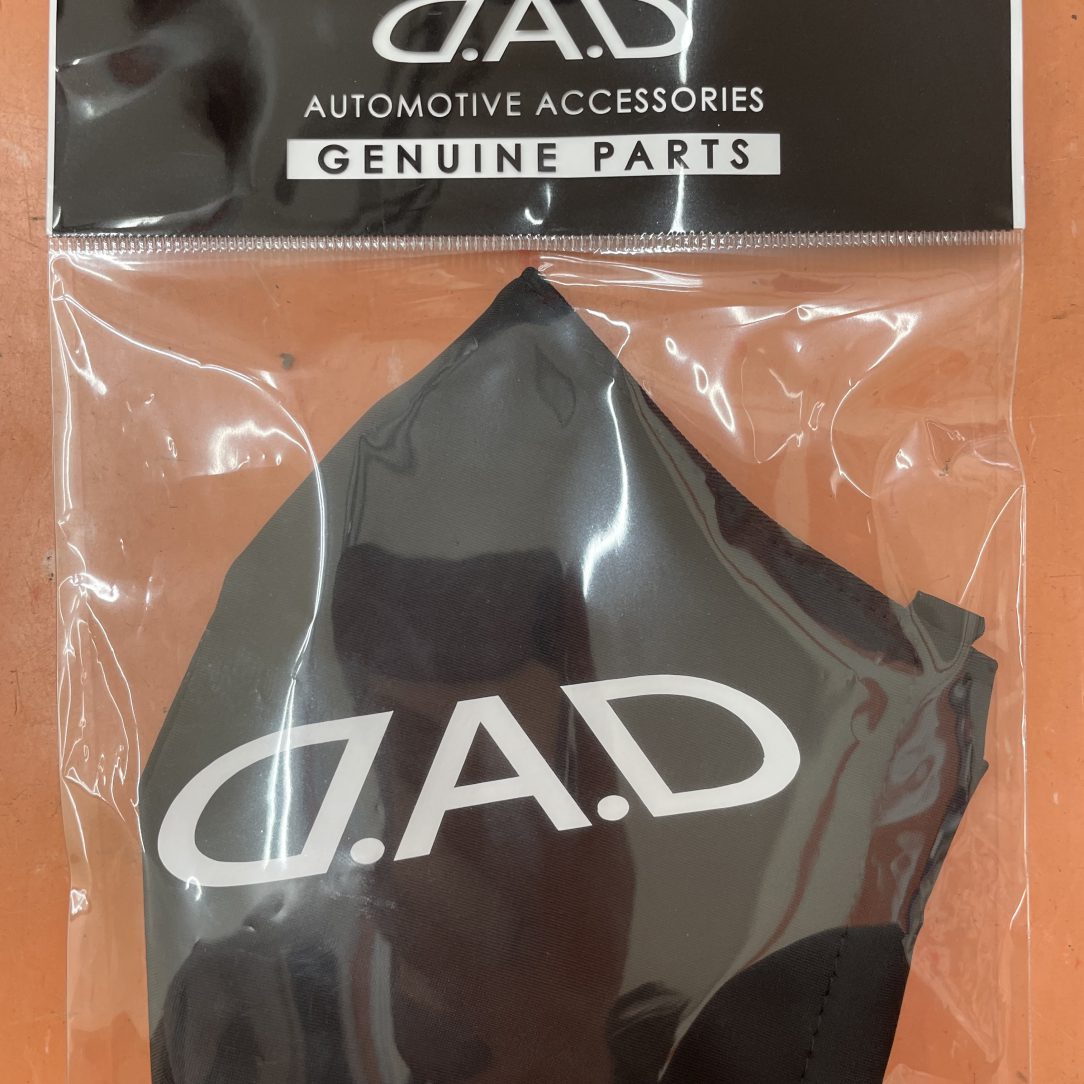 D.A.D
AUTOMOTIVE ACCESSORIES
GENUINE PARTS
D.A.D